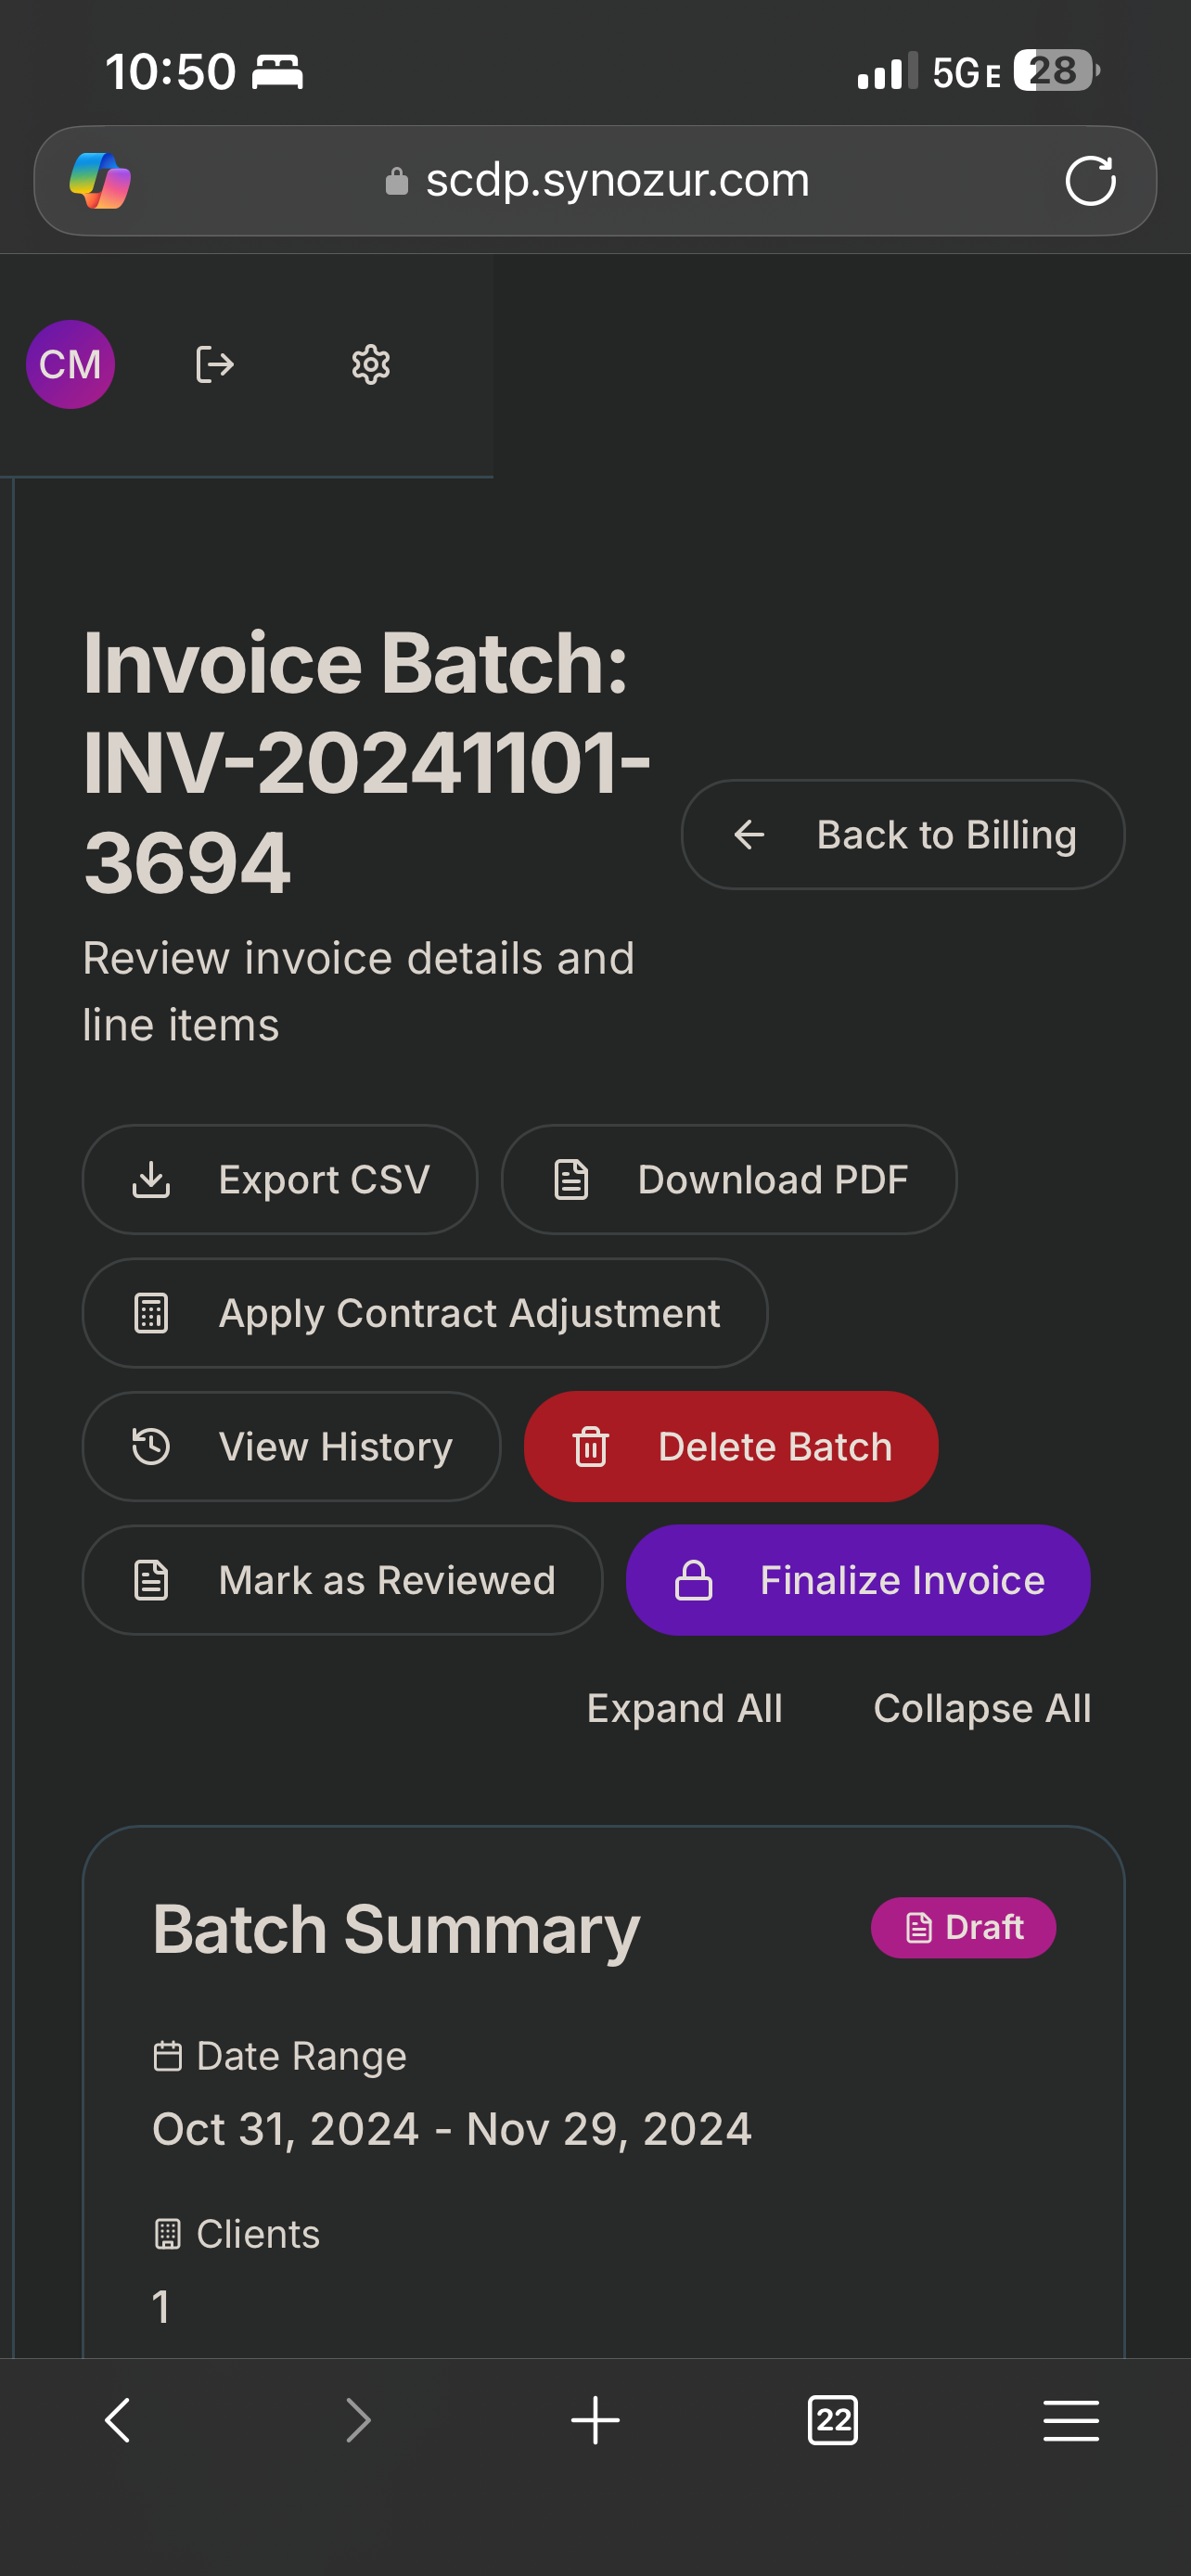 10:50
5GE 28
scdp.synozur.com
CM
Invoice Batch:
INV-20241101-
3694
Back to Billing
Review invoice details and
line items
Export CSV
Download PDF
Apply Contract Adjustment
View History
Delete Batch
Mark as Reviewed
Finalize Invoice
Expand All
Collapse All
Batch Summary
Draft
Date Range
Oct 31, 2024 - Nov 29, 2024
Clients
1
22